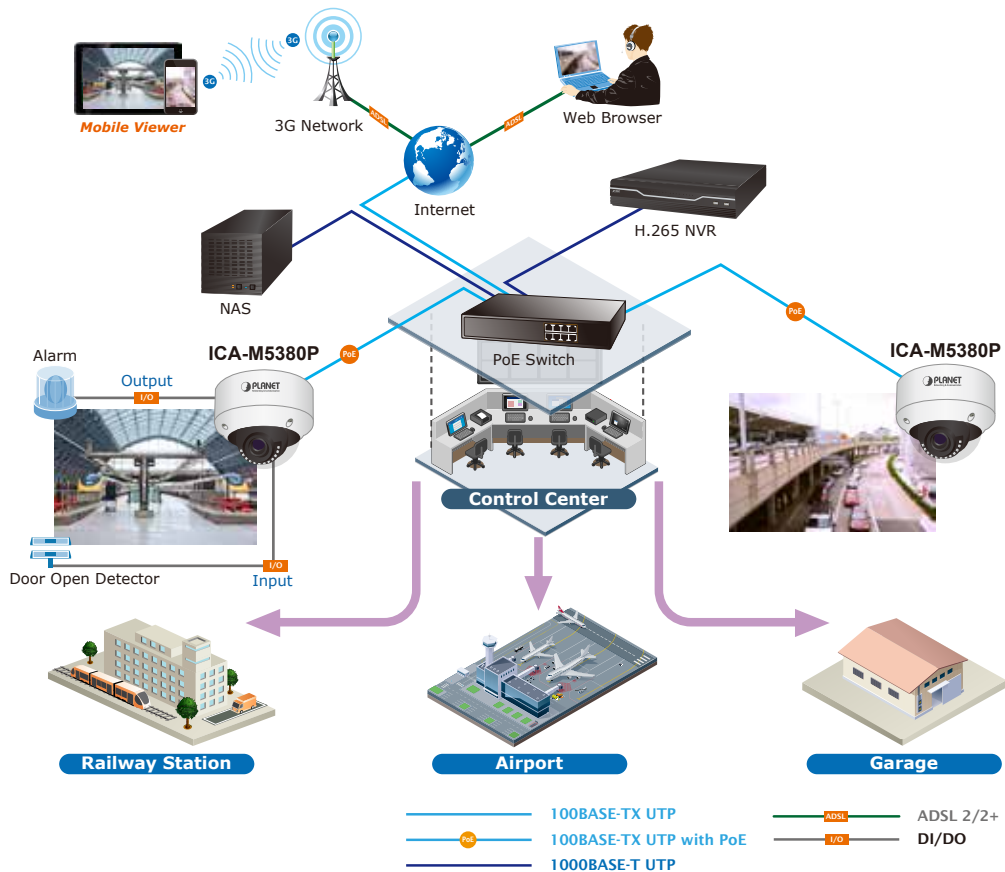 3G
3G
Mobile Viewer
3G Network
ADSL
ADSL
Web Browser
Internet
H.265 NVR
NAS
PoE Switch
PoE
PoE
ICA-M5380P
ICA-M5380P
Alarm
Output
I/O
PLANET
PLANET
Control Center
Door Open Detector
I/O
Input
Railway Station
Airport
Garage
100BASE-TX UTP
PoE
100BASE-TX UTP with PoE
1000BASE-T UTP
ADSL
ADSL 2/2+
I/O
DI/DO